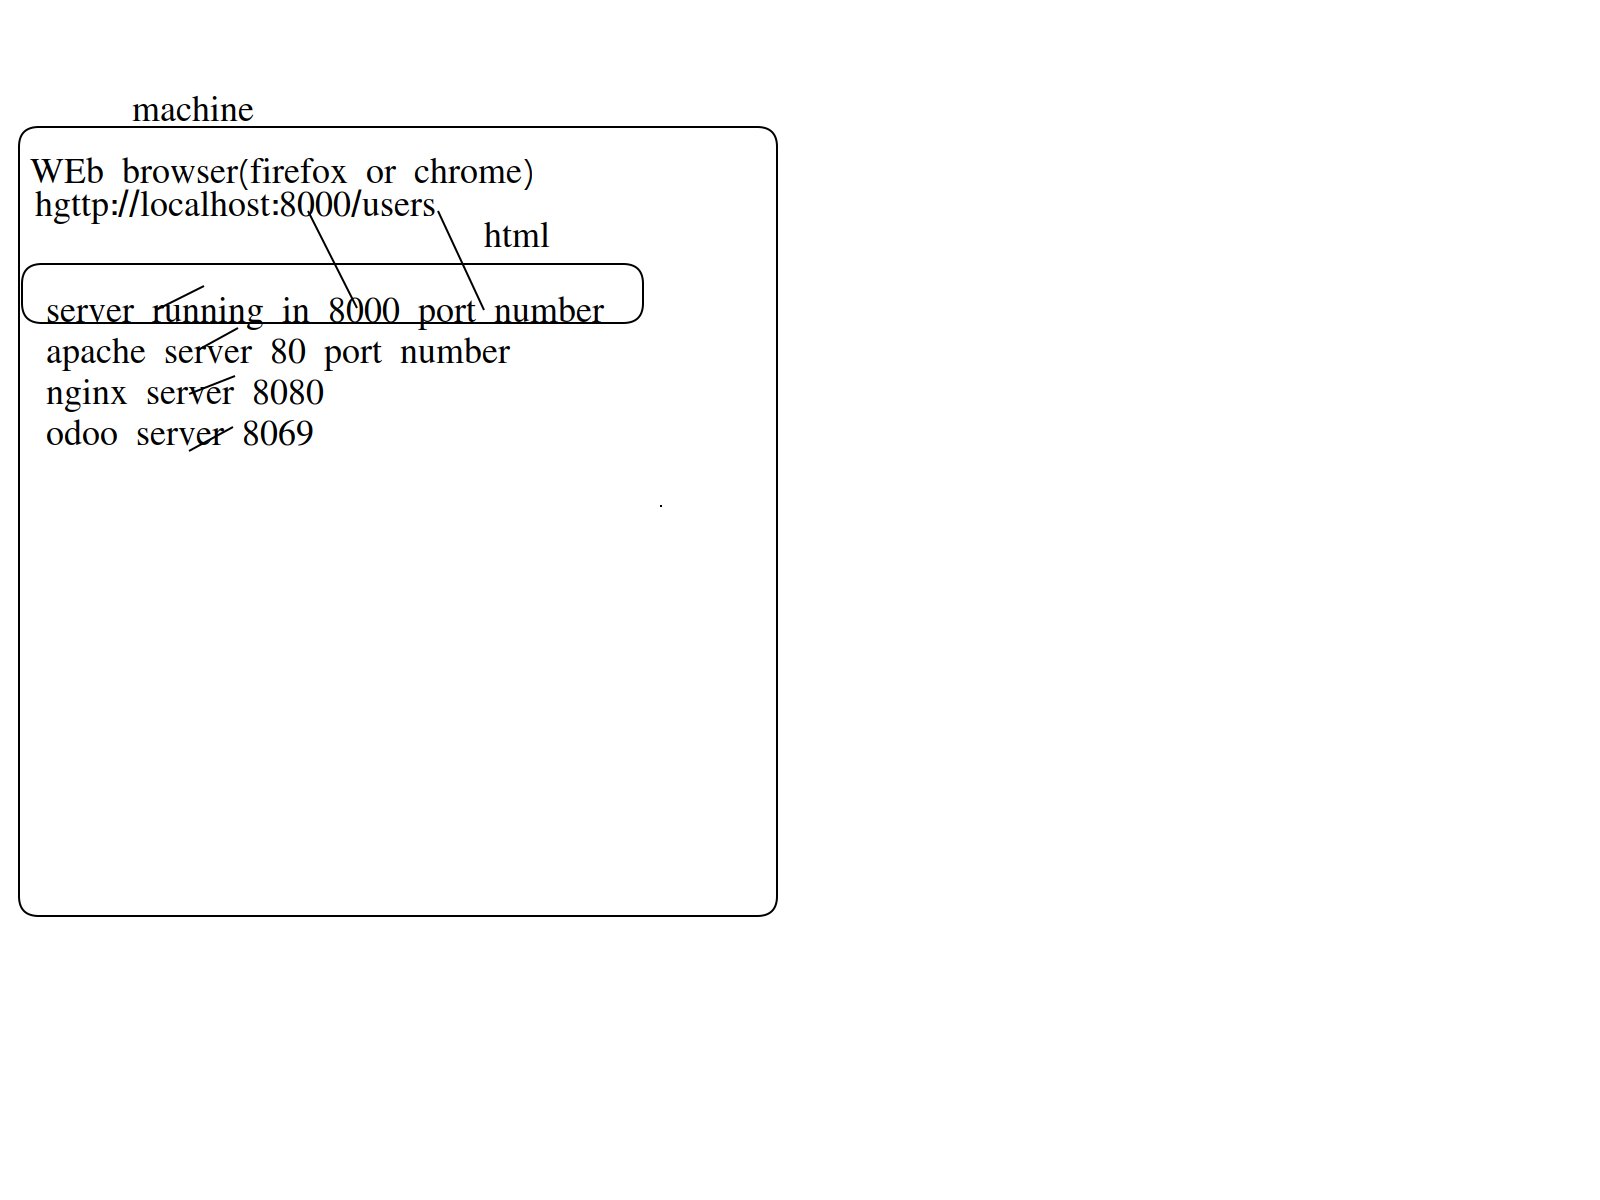 machine
WEb browser(firefox or chrome)
hgttp://localhost:8000/users
html
server running in 8000 port number
apache server 80 port number
nginx server 8080
odoo server 8069